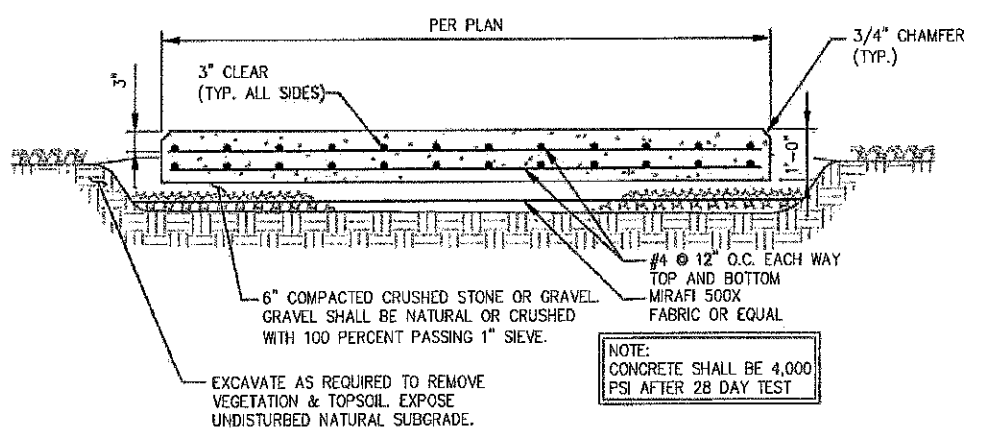 PER PLAN
3/4" CHAMFER
(TYP.)
3"
3" CLEAR
(TYP. ALL SIDES)
1'-0"
#4 @ 12" O.C. EACH WAY
TOP AND BOTTOM
MIRAFI 500X
FABRIC OR EQUAL
6" COMPACTED CRUSHED STONE OR GRAVEL.
GRAVEL SHALL BE NATURAL OR CRUSHED
WITH 100 PERCENT PASSING 1" SIEVE.
NOTE:
CONCRETE SHALL BE 4,000
PSI AFTER 28 DAY TEST
EXCAVATE AS REQUIRED TO REMOVE
VEGETATION & TOPSOIL. EXPOSE
UNDISTURBED NATURAL SUBGRADE.